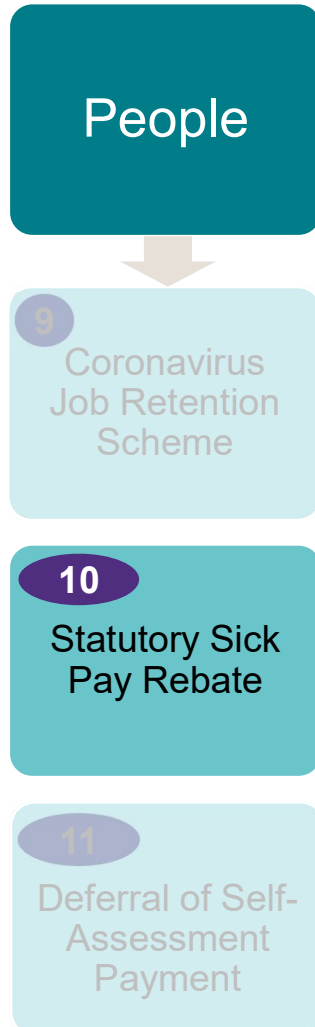 People
9
Coronavirus
Job Retention
Scheme
10
Statutory Sick
Pay Rebate
11
Deferral of Self-
Assessment
Payment